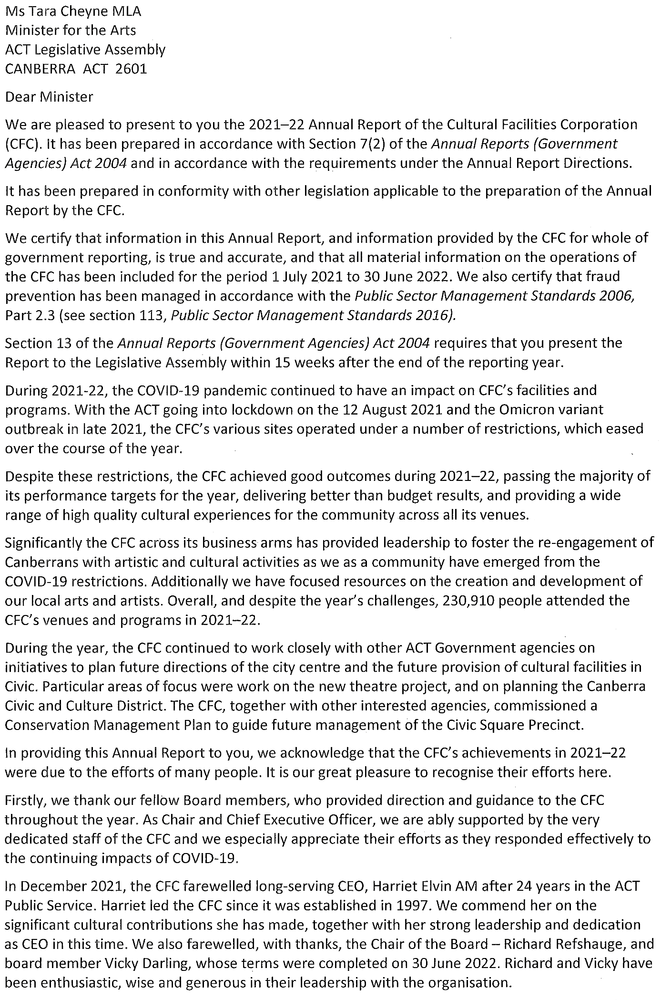 Ms Tara Cheyne MLA
Minister for the Arts
ACT Legislative Assembly
CANBERRA ACT 2601
Dear Minister
We are pleased to present to you the 2021–22 Annual Report of the Cultural Facilities Corporation
(CFC). It has been prepared in accordance with Section 7(2) of the Annual Reports (Government
Agencies) Act 2004 and in accordance with the requirements under the Annual Report Directions.
It has been prepared in conformity with other legislation applicable to the preparation of the Annual
Report by the CFC.
We certify that information in this Annual Report, and information provided by the CFC for whole of
government reporting, is true and accurate, and that all material information on the operations of
the CFC has been included for the period 1 July 2021 to 30 June 2022. We also certify that fraud
prevention has been managed in accordance with the Public Sector Management Standards 2006,
Part 2.3 (see section 113, Public Sector Management Standards 2016).
Section 13 of the Annual Reports (Government Agencies) Act 2004 requires that you present the
Report to the Legislative Assembly within 15 weeks after the end of the reporting year.
During 2021-22, the COVID-19 pandemic continued to have an impact on CFC's facilities and
programs. With the ACT going into lockdown on the 12 August 2021 and the Omicron variant
outbreak in late 2021, the CFC's various sites operated under a number of restrictions, which eased
over the course of the year.
Despite these restrictions, the CFC achieved good outcomes during 2021–22, passing the majority of
its performance targets for the year, delivering better than budget results, and providing a wide
range of high quality cultural experiences for the community across all its venues.
Significantly the CFC across its business arms has provided leadership to foster the re-engagement of
Canberrans with artistic and cultural activities as we as a community have emerged from the
COVID-19 restrictions. Additionally we have focused resources on the creation and development of
our local arts and artists. Overall, and despite the year's challenges, 230,910 people attended the
CFC's venues and programs in 2021–22.
During the year, the CFC continued to work closely with other ACT Government agencies on
initiatives to plan future directions of the city centre and the future provision of cultural facilities in
Civic. Particular areas of focus were work on the new theatre project, and on planning the Canberra
Civic and Culture District. The CFC, together with other interested agencies, commissioned a
Conservation Management Plan to guide future management of the Civic Square Precinct.
In providing this Annual Report to you, we acknowledge that the CFC's achievements in 2021–22
were due to the efforts of many people. It is our great pleasure to recognise their efforts here.
Firstly, we thank our fellow Board members, who provided direction and guidance to the CFC
throughout the year. As Chair and Chief Executive Officer, we are ably supported by the very
dedicated staff of the CFC and we especially appreciate their efforts as they responded effectively to
the continuing impacts of COVID-19.
In December 2021, the CFC farewelled long-serving CEO, Harriet Elvin AM after 24 years in the ACT
Public Service. Harriet led the CFC since it was established in 1997. We commend her on the
significant cultural contributions she has made, together with her strong leadership and dedication
as CEO in this time. We also farewelled, with thanks, the Chair of the Board – Richard Refshauge, and
board member Vicky Darling, whose terms were completed on 30 June 2022. Richard and Vicky have
been enthusiastic, wise and generous in their leadership with the organisation.